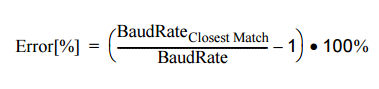 Error[%] = (BaudRate_Closest Match / BaudRate – 1) • 100%